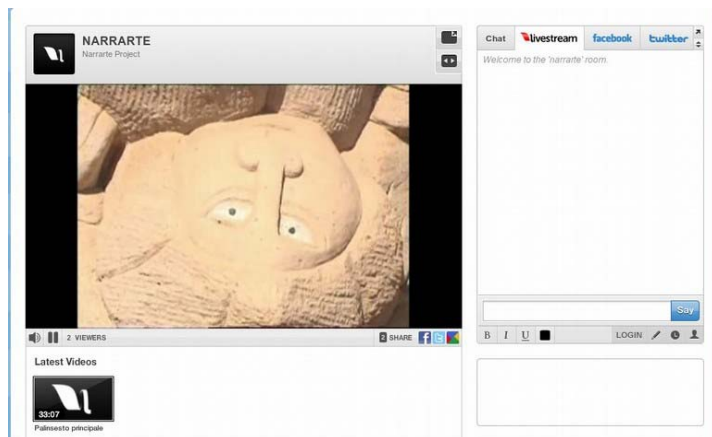 NARRARTE
Narrarte Project
Chat livestream facebook twitter
Welcome to the 'narrarte' room.
Say
2 VIEWERS
2 SHARE
B I U
LOGIN
Latest Videos
33:07
Palinsesto principale